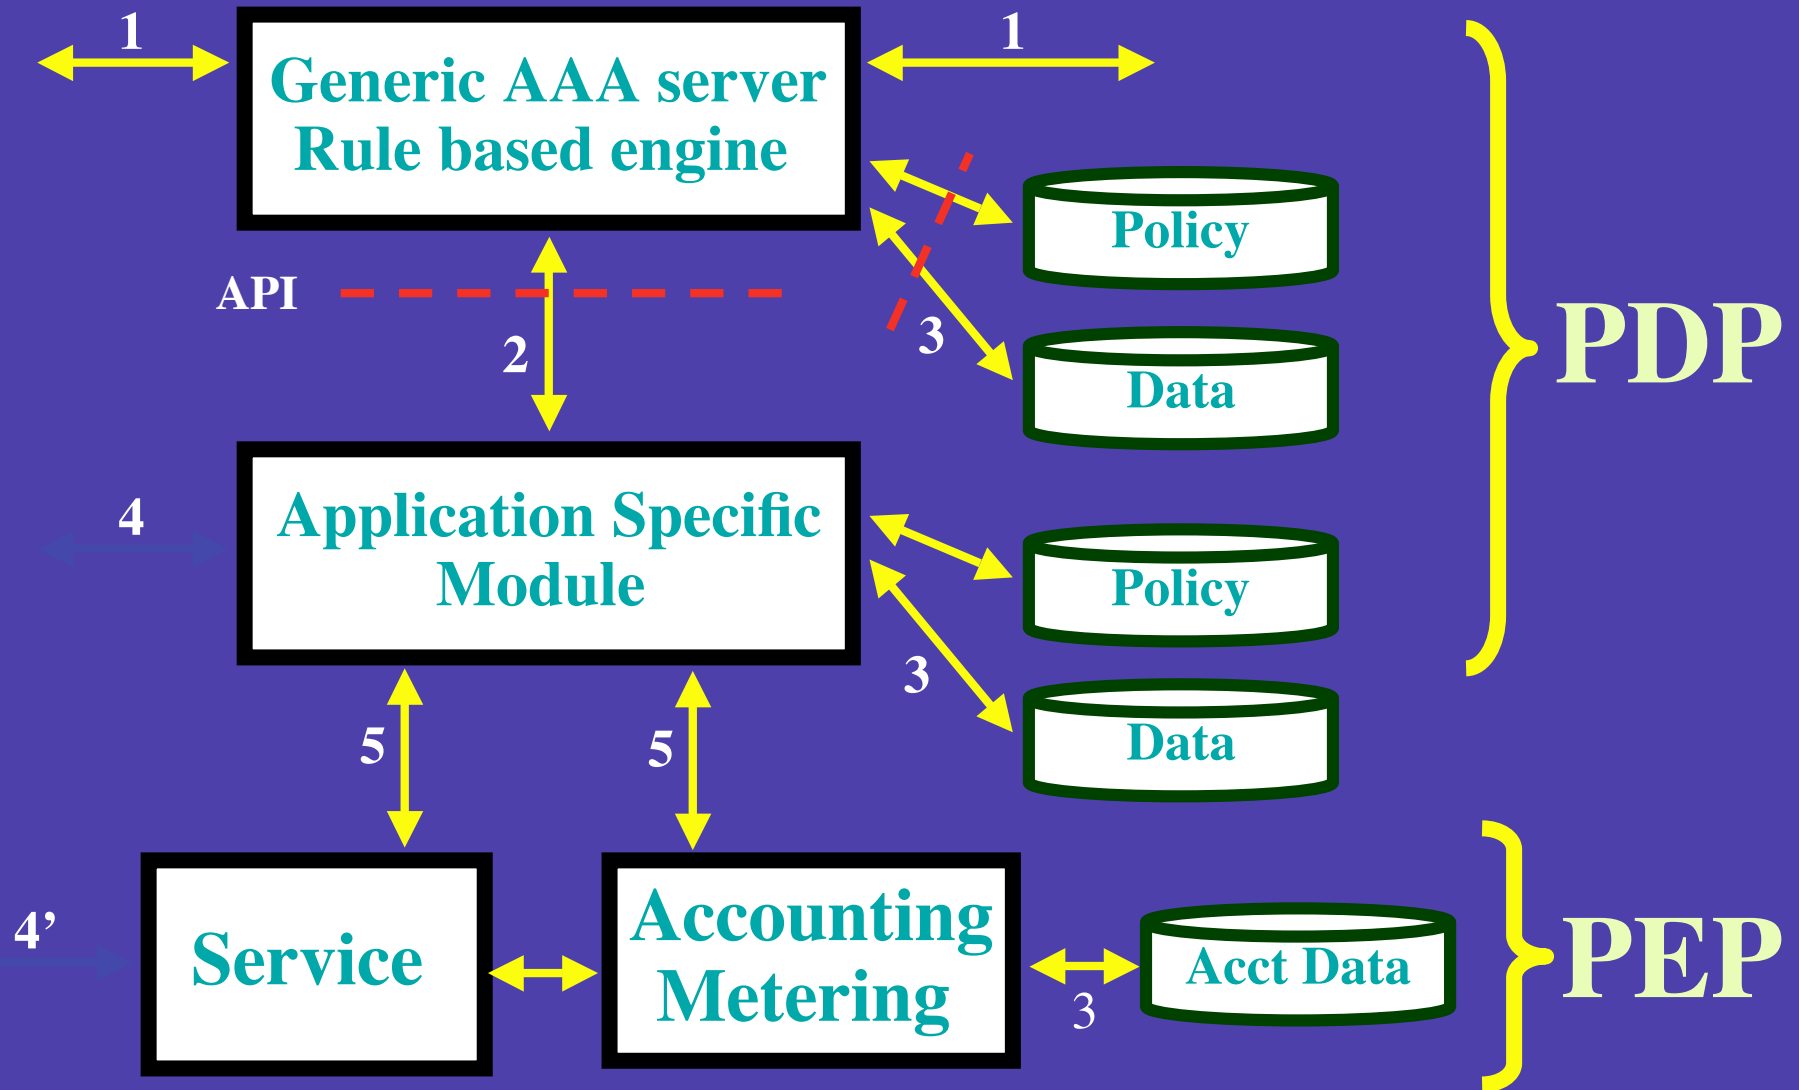 1
1
Generic AAA server
Rule based engine
Policy
API
2
3
Data
PDP
4
Application Specific
Module
Policy
3
Data
5
5
4’
Service
Accounting
Metering
3
Acct Data
PEP